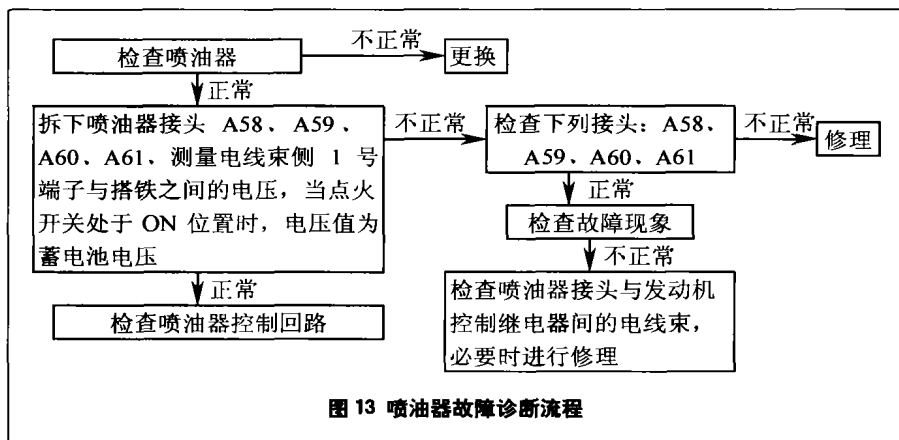 检查喷油器
不正常
更换
正常
拆下喷油器接头 A58、A59、
A60、A61、测量电线束侧 1 号
端子与搭铁之间的电压，当点火
开关处于 ON 位置时，电压值为
蓄电池电压
不正常
检查下列接头：A58、
A59、A60、A61
不正常
修理
正常
检查故障现象
不正常
检查喷油器接头与发动机
控制继电器间的电线束，
必要时进行修理
正常
检查喷油器控制回路
图 13 喷油器故障诊断流程